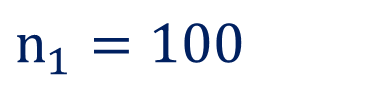 n₁ = 100